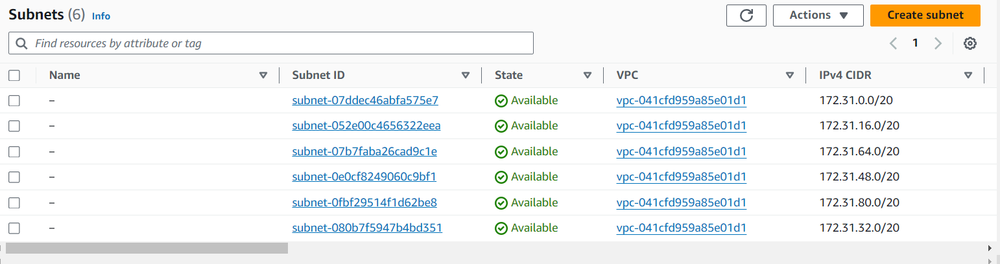 Subnets (6) Info Actions Create subnet
Find resources by attribute or tag 1
Name Subnet ID State VPC IPv4 CIDR
– subnet-07ddec46abfa575e7 Available vpc-041cfd959a85e01d1 172.31.0.0/20
– subnet-052e00c4656322eea Available vpc-041cfd959a85e01d1 172.31.16.0/20
– subnet-07b7faba26cad9c1e Available vpc-041cfd959a85e01d1 172.31.64.0/20
– subnet-0e0cf8249060c9bf1 Available vpc-041cfd959a85e01d1 172.31.48.0/20
– subnet-0fbf29514f1d62be8 Available vpc-041cfd959a85e01d1 172.31.80.0/20
– subnet-080b7f5947b4bd351 Available vpc-041cfd959a85e01d1 172.31.32.0/20